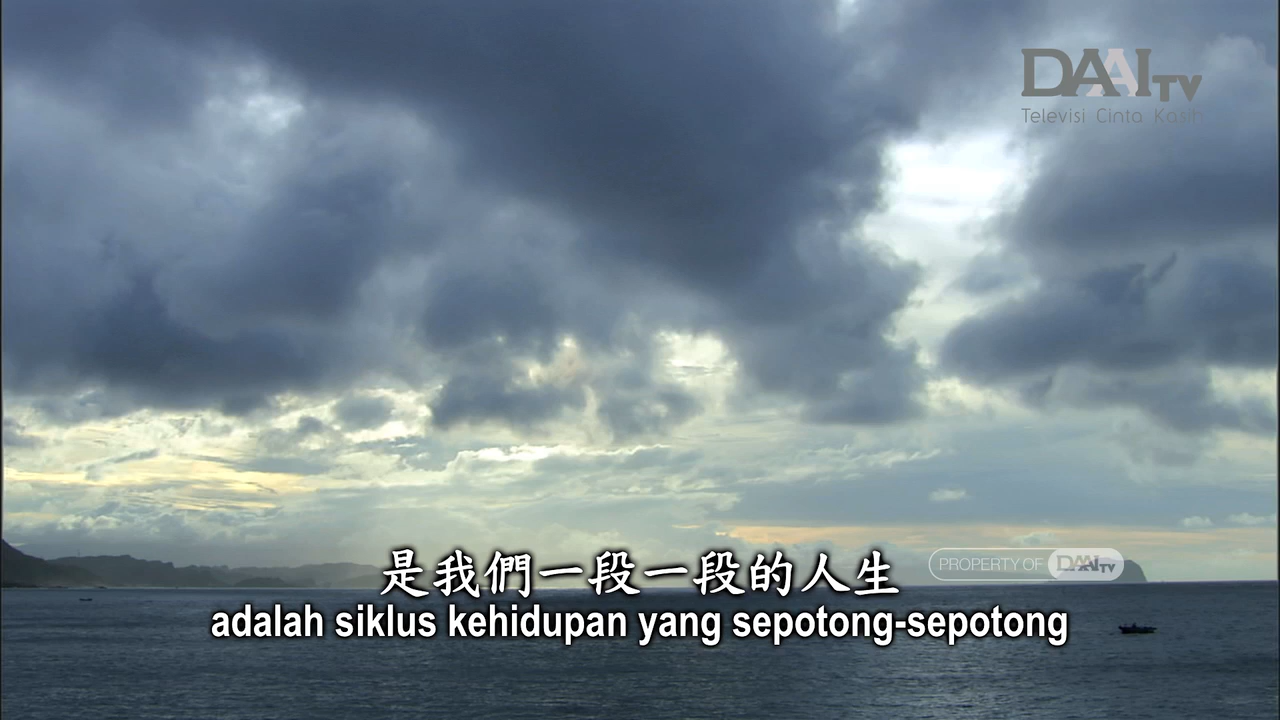 DAAI TV
Televisi Cinta Kasih
是我們一段一段的人生
PROPERTY OF DAAI TV
adalah siklus kehidupan yang sepotong-sepotong